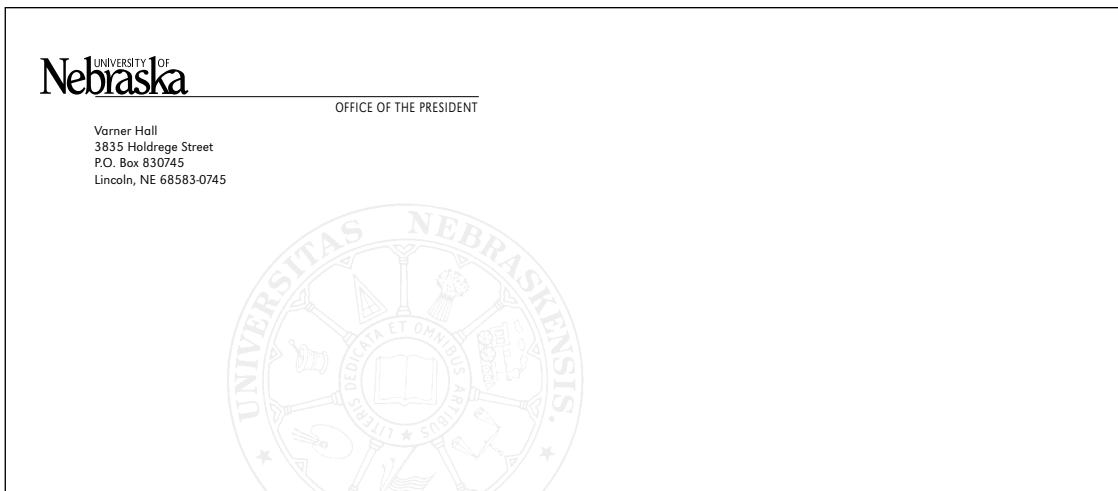 UNIVERSITY OF
Nebraska
OFFICE OF THE PRESIDENT
Varner Hall
3835 Holdrege Street
P.O. Box 830745
Lincoln, NE 68583-0745
UNIVERSITAS NEBRASKENSIS.
LITERIS DEDICATA ET OMNIBUS ARTIBUS